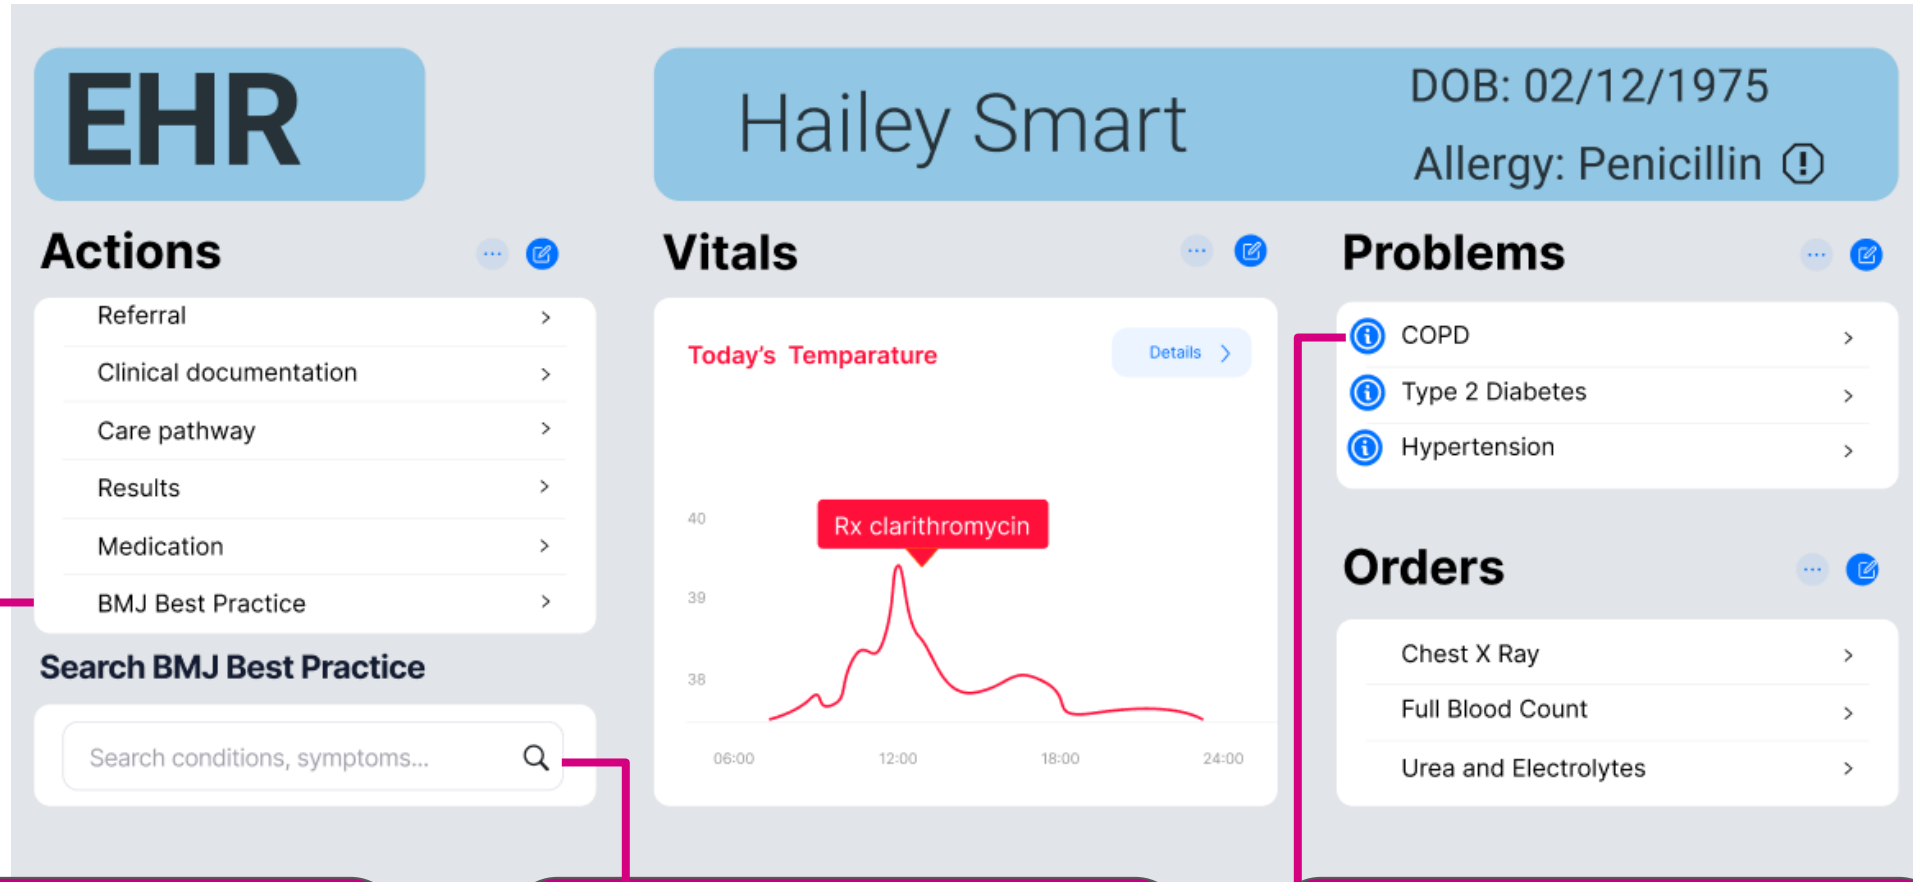 EHR
Hailey Smart
DOB: 02/12/1975
Allergy: Penicillin
Actions
Referral
Clinical documentation
Care pathway
Results
Medication
BMJ Best Practice
Search BMJ Best Practice
Search conditions, symptoms...
Vitals
Today's Temparature
Details
Rx clarithromycin
40
39
38
06:00 12:00 18:00 24:00
Problems
COPD
Type 2 Diabetes
Hypertension
Orders
Chest X Ray
Full Blood Count
Urea and Electrolytes